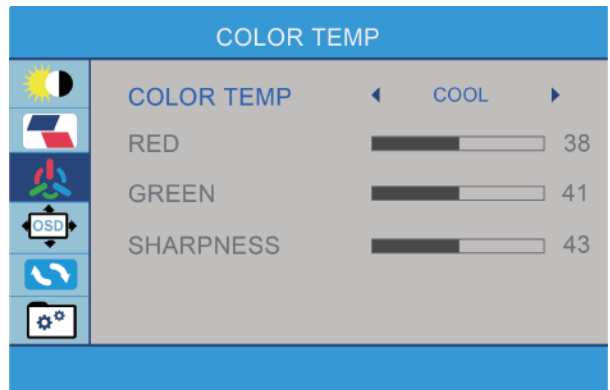 COLOR TEMP
COLOR TEMP COOL
RED 38
GREEN 41
SHARPNESS 43
OSD